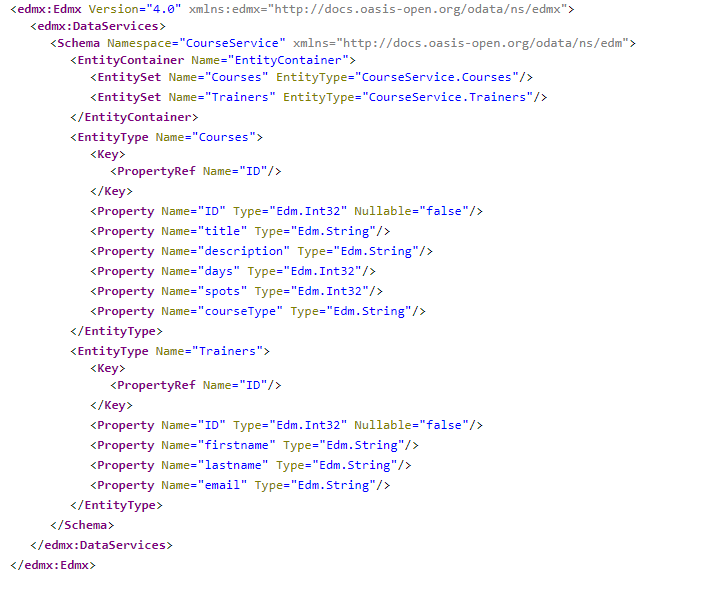 <edmx:Edmx Version="4.0" xmlns:edmx="http://docs.oasis-open.org/odata/ns/edmx">
<edmx:DataServices>
<Schema Namespace="CourseService" xmlns="http://docs.oasis-open.org/odata/ns/edm">
<EntityContainer Name="EntityContainer">
<EntitySet Name="Courses" EntityType="CourseService.Courses"/>
<EntitySet Name="Trainers" EntityType="CourseService.Trainers"/>
</EntityContainer>
<EntityType Name="Courses">
<Key>
<PropertyRef Name="ID"/>
</Key>
<Property Name="ID" Type="Edm.Int32" Nullable="false"/>
<Property Name="title" Type="Edm.String"/>
<Property Name="description" Type="Edm.String"/>
<Property Name="days" Type="Edm.Int32"/>
<Property Name="spots" Type="Edm.Int32"/>
<Property Name="courseType" Type="Edm.String"/>
</EntityType>
<EntityType Name="Trainers">
<Key>
<PropertyRef Name="ID"/>
</Key>
<Property Name="ID" Type="Edm.Int32" Nullable="false"/>
<Property Name="firstname" Type="Edm.String"/>
<Property Name="lastname" Type="Edm.String"/>
<Property Name="email" Type="Edm.String"/>
</EntityType>
</Schema>
</edmx:DataServices>
</edmx:Edmx>